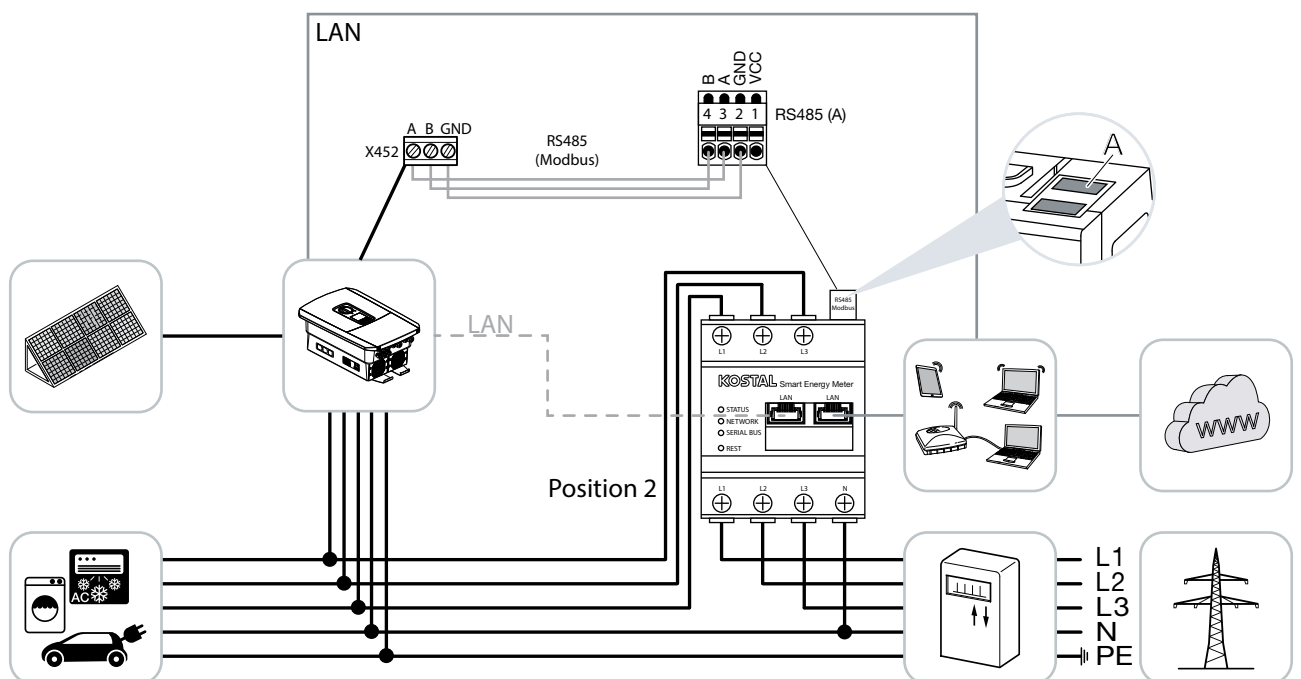 LAN
B A GND VCC
4 3 2 1 RS485 (A)
A B GND
X452
RS485
(Modbus)
A
RS485
Modbus
LAN
L1 L2 L3
KOSTAL Smart Energy Meter
LAN LAN
STATUS
NETWORK
SERIAL BUS
REST
WWW
Position 2
L1 L2 L3 N
AC
L1
L2
L3
N
PE